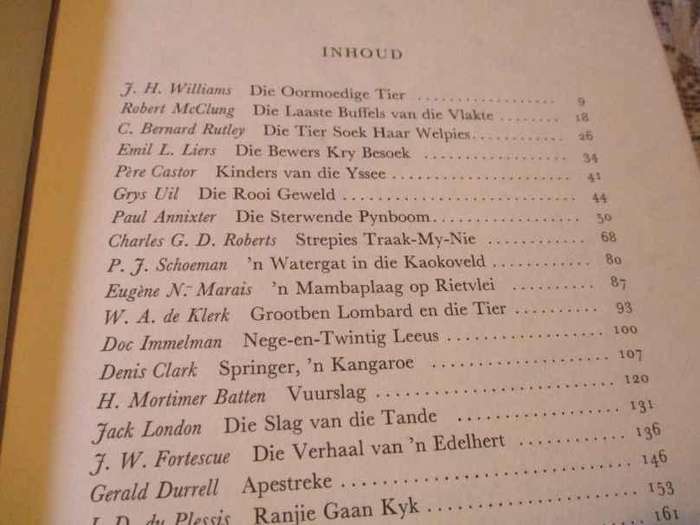 INHOUD
J. H. Williams Die Oormoedige Tier .................... 9
Robert McClung Die Laaste Buffels van die Vlakte ......... 18
C. Bernard Rutley Die Tier Soek Haar Welpies............ 26
Emil L. Liers Die Bewers Kry Besoek .................. 34
Père Castor Kinders van die Yssee ..................... 41
Grys Uil Die Rooi Geweld ........................... 44
Paul Annixter Die Sterwende Pynboom................. 50
Charles G. D. Roberts Strepies Traak-My-Nie ............ 68
P. J. Schoeman 'n Watergat in die Kaokoveld ............ 80
Eugène N. Marais 'n Mambaplaag op Rietvlei ........... 87
W. A. de Klerk Grootben Lombard en die Tier .......... 93
Doc Immelman Nege-en-Twintig Leeus ................ 100
Denis Clark Springer, 'n Kangaroe .................... 107
H. Mortimer Batten Vuurslag ......................... 120
Jack London Die Slag van die Tande .................. 131
J. W. Fortescue Die Verhaal van 'n Edelhert ............ 136
Gerald Durrell Apestreke ............................ 146
I. D. du Plessis Ranjie Gaan Kyk ...................... 153
161